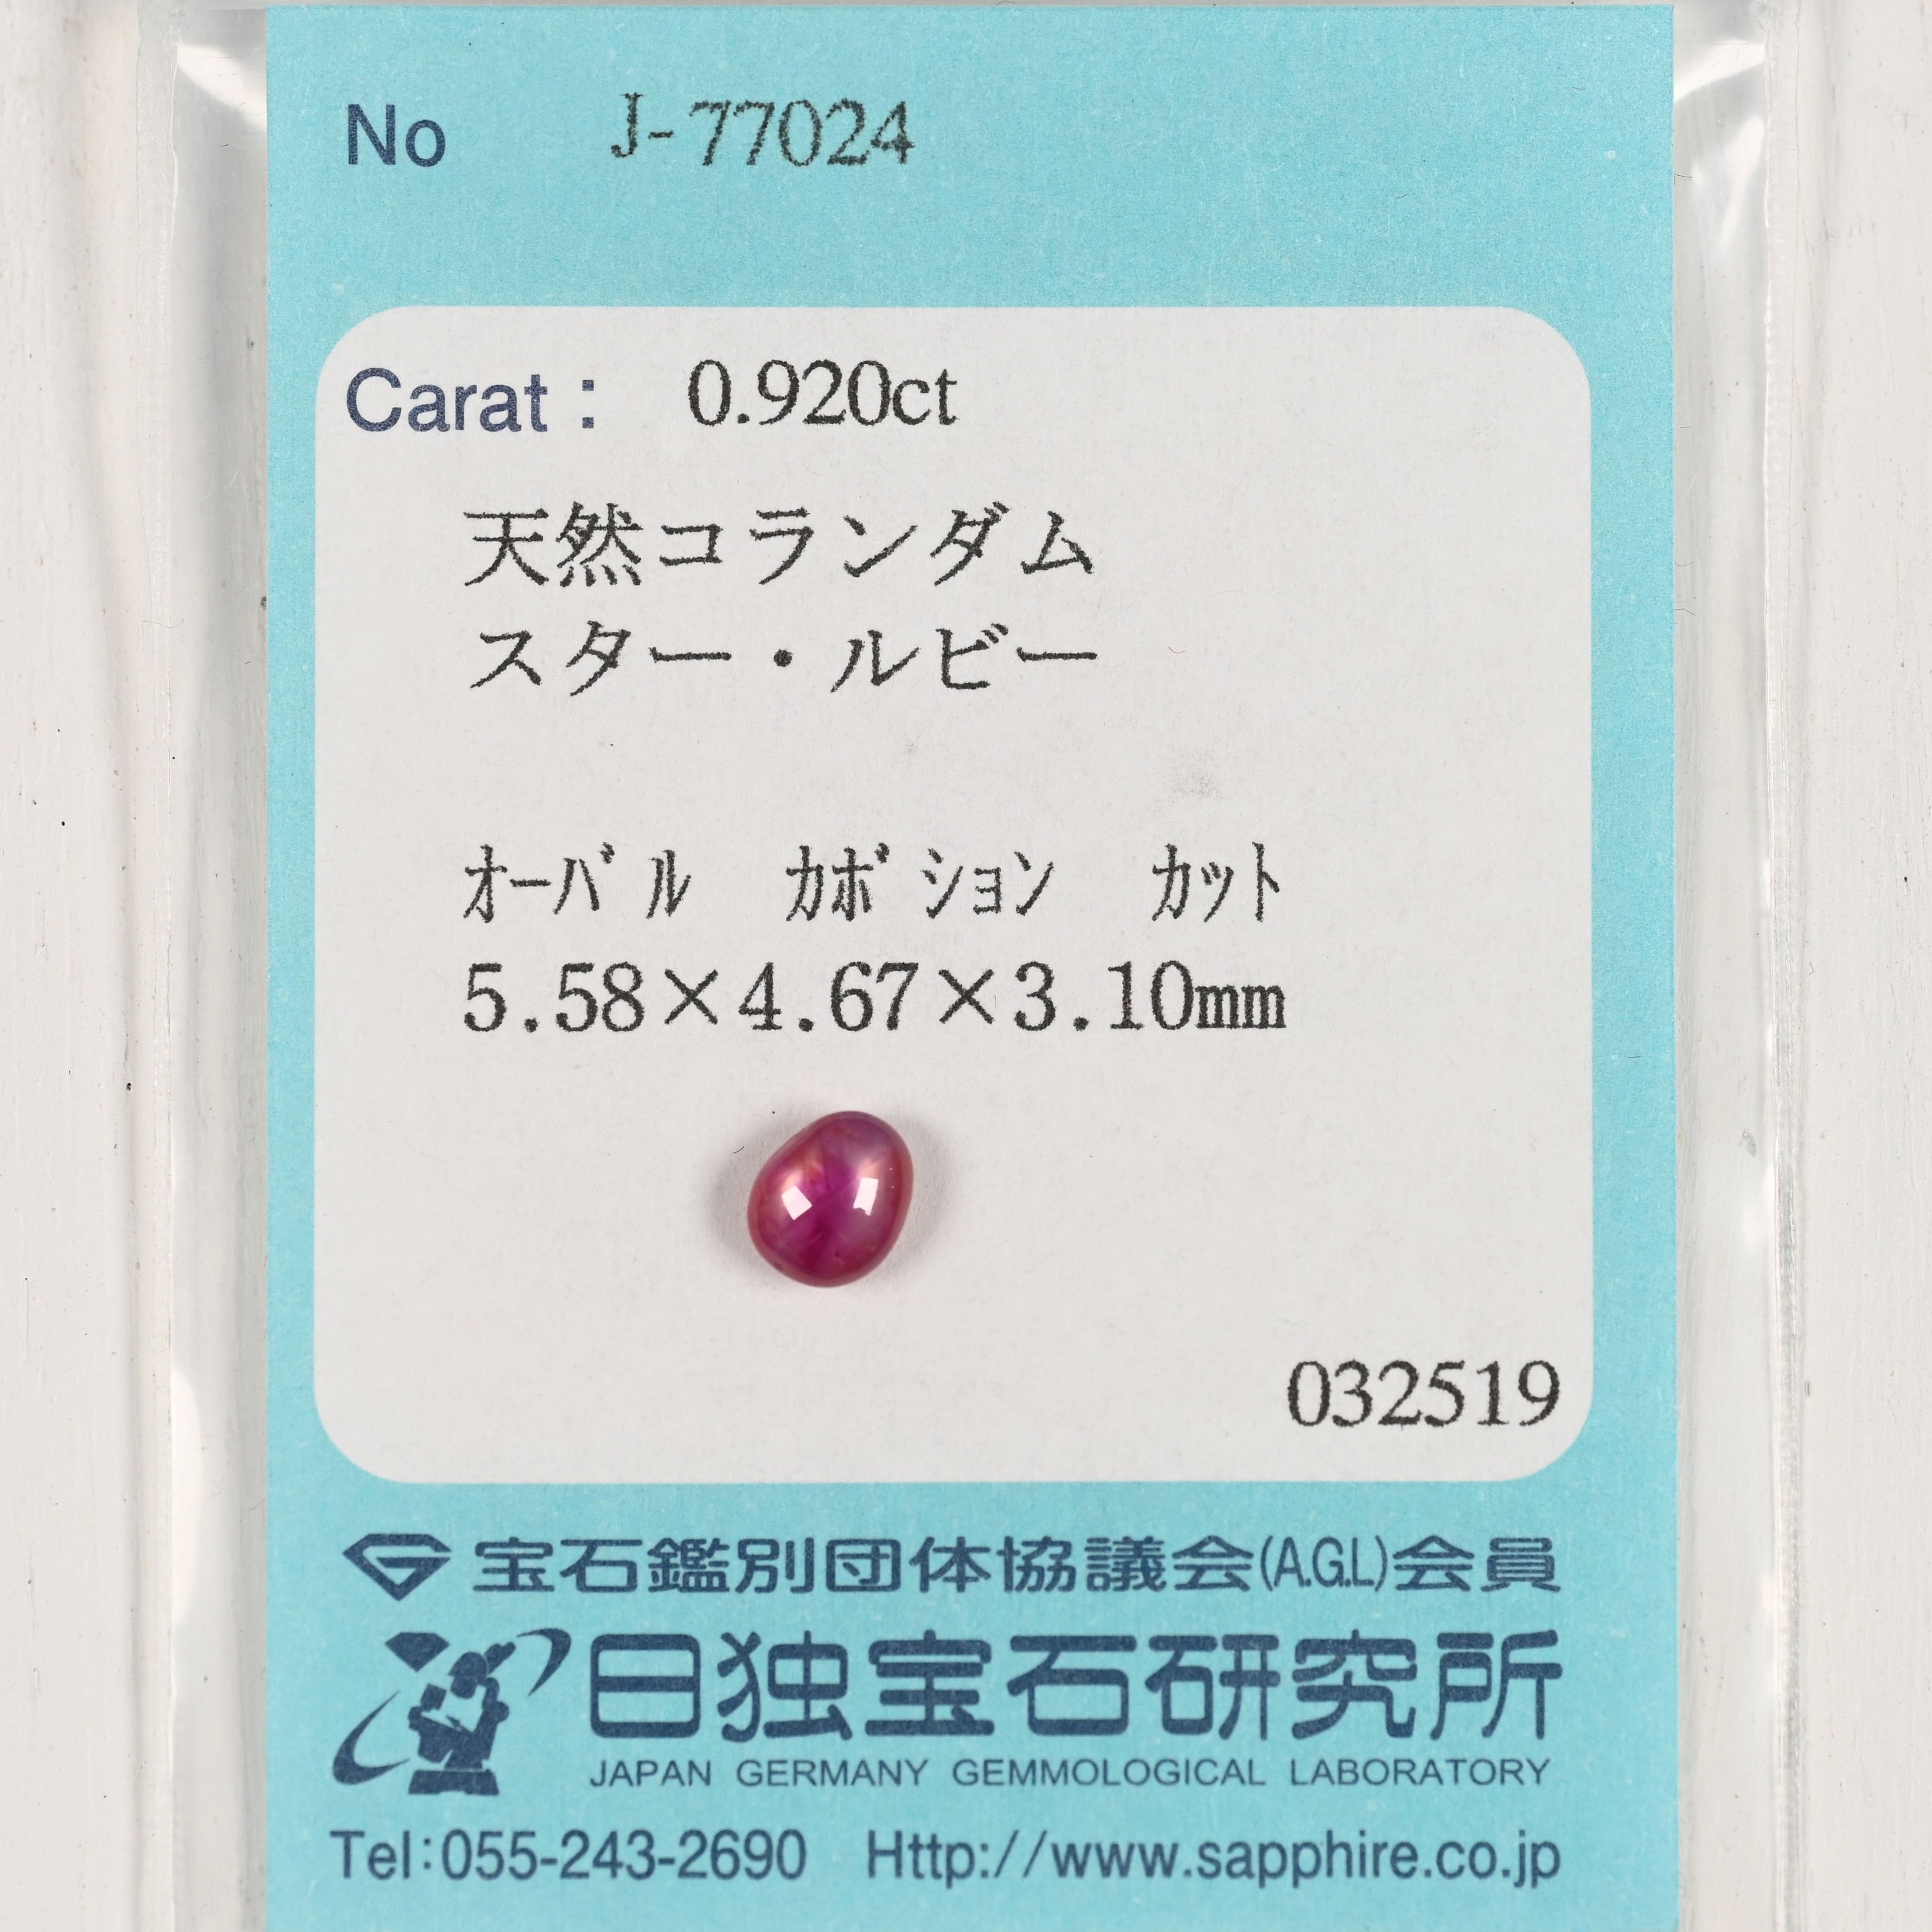 No J-77024
Carat : 0.920ct
天然コランダム
スター・ルビー
ｵｰﾊﾞﾙ ｶﾎﾞｼｮﾝ ｶｯﾄ
5.58×4.67×3.10mm
032519
宝石鑑別団体協議会(A.G.L)会員
日独宝石研究所
JAPAN GERMANY GEMMOLOGICAL LABORATORY
Tel:055-243-2690 Http://www.sapphire.co.jp